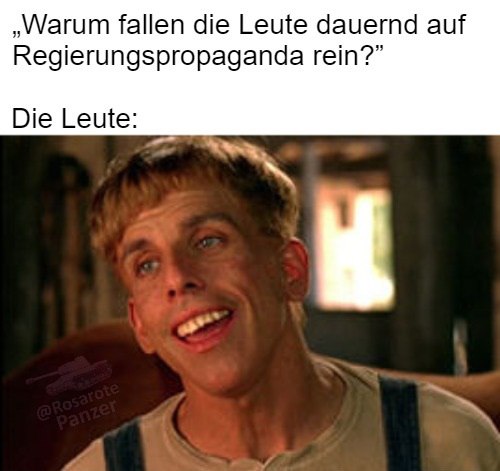 „Warum fallen die Leute dauernd auf
Regierungspropaganda rein?”
Die Leute:
@Rosarote
Panzer